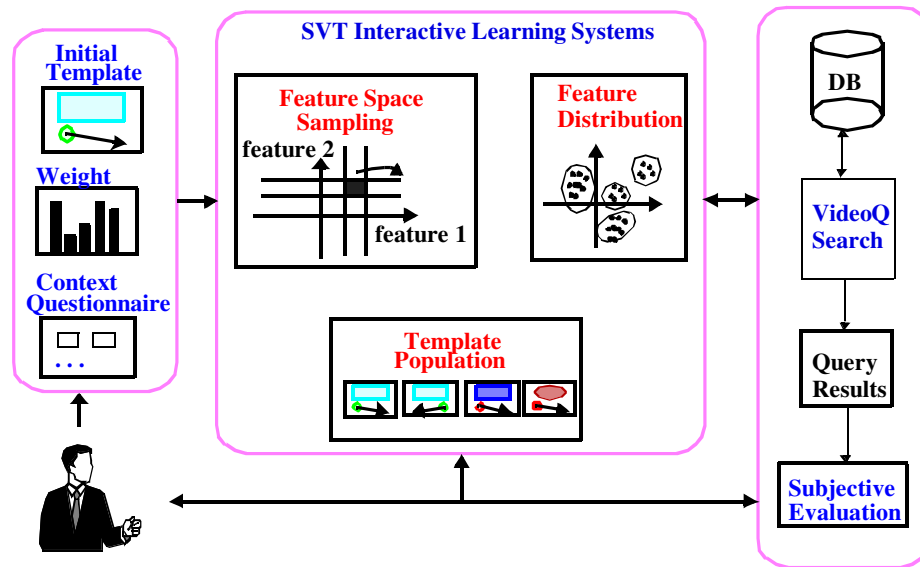 Initial
Template
Weight
Context
Questionnaire
. . .
SVT Interactive Learning Systems
Feature Space
Sampling
feature 2
feature 1
Feature
Distribution
Template
Population
DB
VideoQ
Search
Query
Results
Subjective
Evaluation